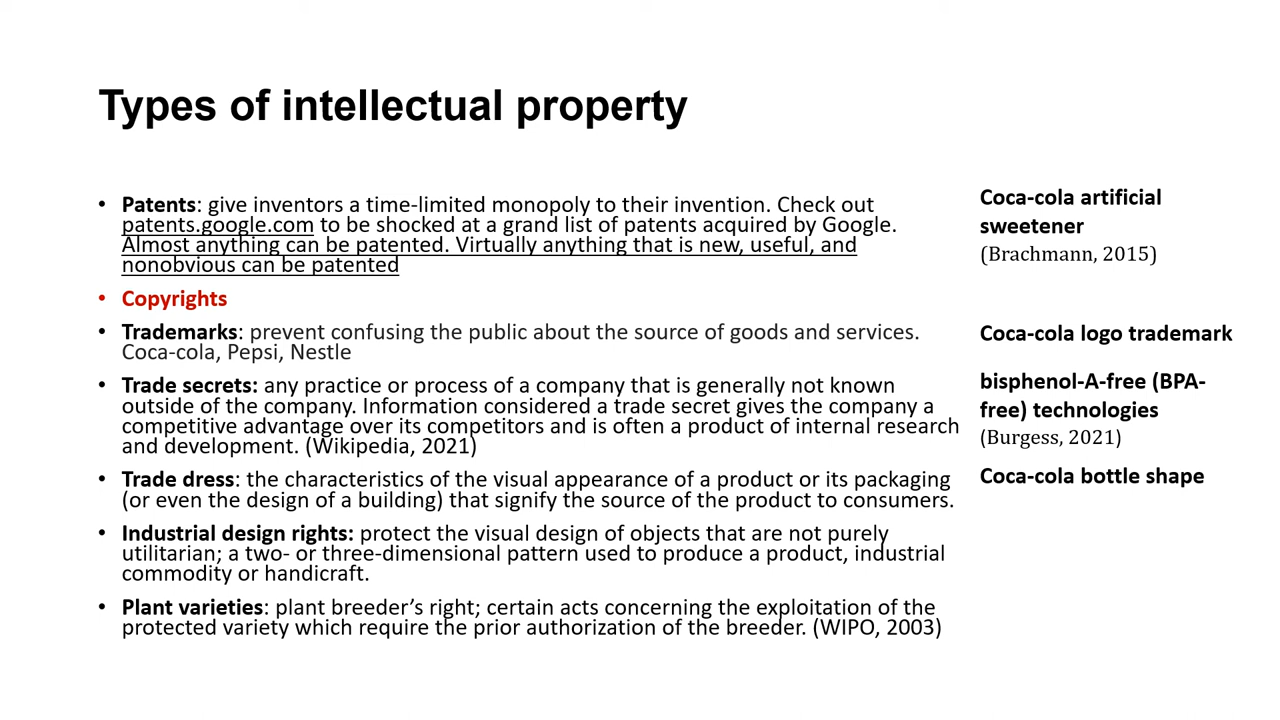 Types of intellectual property
• Patents: give inventors a time-limited monopoly to their invention. Check out
patents.google.com to be shocked at a grand list of patents acquired by Google.
Almost anything can be patented. Virtually anything that is new, useful, and
nonobvious can be patented
Coca-cola artificial
sweetener
(Brachmann, 2015)
• Copyrights
• Trademarks: prevent confusing the public about the source of goods and services.
Coca-cola, Pepsi, Nestle
Coca-cola logo trademark
• Trade secrets: any practice or process of a company that is generally not known
outside of the company. Information considered a trade secret gives the company a
competitive advantage over its competitors and is often a product of internal research
and development. (Wikipedia, 2021)
bisphenol-A-free (BPA-
free) technologies
(Burgess, 2021)
• Trade dress: the characteristics of the visual appearance of a product or its packaging
(or even the design of a building) that signify the source of the product to consumers.
Coca-cola bottle shape
• Industrial design rights: protect the visual design of objects that are not purely
utilitarian; a two- or three-dimensional pattern used to produce a product, industrial
commodity or handicraft.
• Plant varieties: plant breeder’s right; certain acts concerning the exploitation of the
protected variety which require the prior authorization of the breeder. (WIPO, 2003)